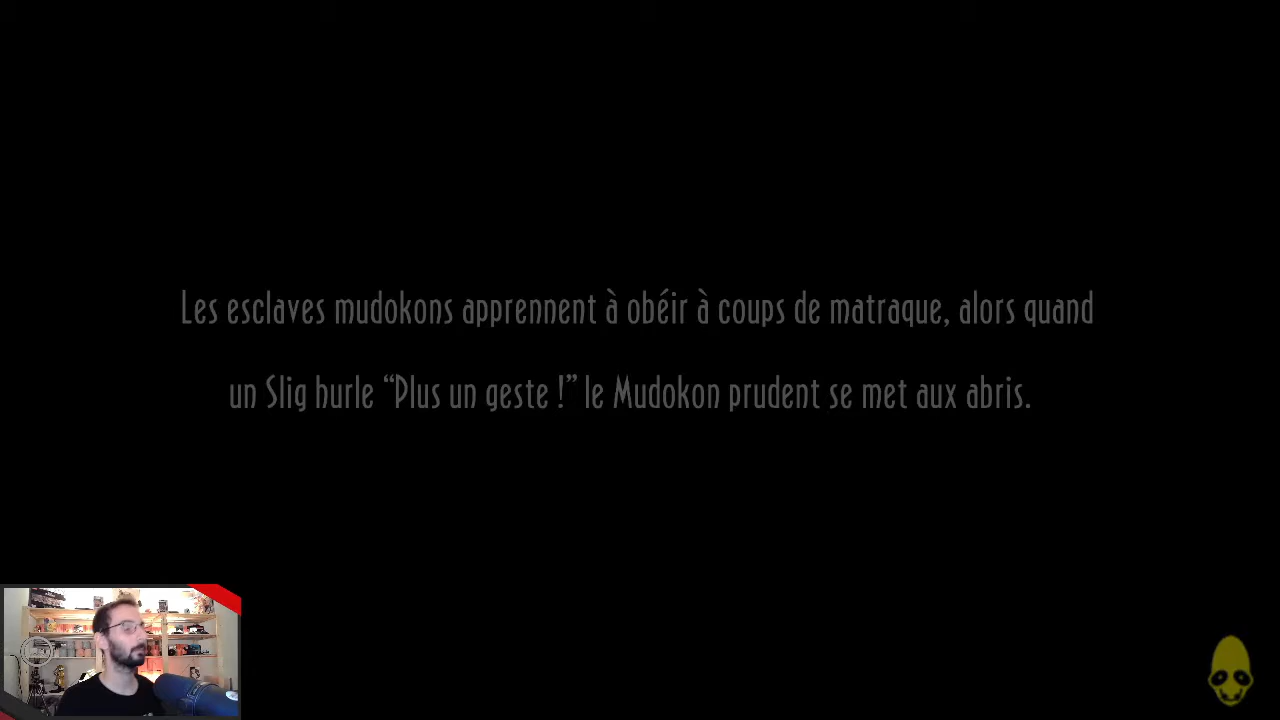 Les esclaves mudokons apprennent à obéir à coups de matraque, alors quand
un Slig hurle “Plus un geste !” le Mudokon prudent se met aux abris.